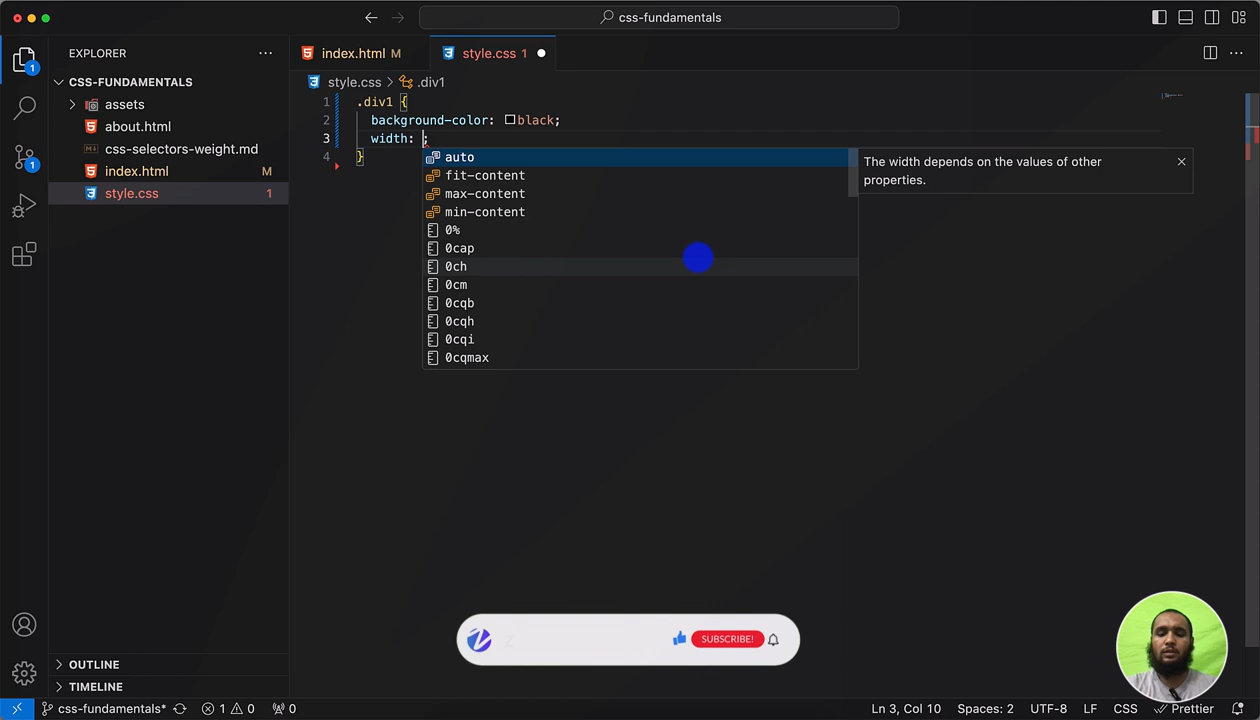 css-fundamentals
EXPLORER
index.html M
style.css 1
CSS-FUNDAMENTALS
style.css > .div1
assets
about.html
css-selectors-weight.md
index.html M
style.css 1
1 .div1 {
2 background-color: black;
3 width: ;
4 }
auto
fit-content
max-content
min-content
0%
0cap
0ch
0cm
0cqb
0cqh
0cqi
0cqmax
The width depends on the values of other
properties.
1
1
SUBSCRIBE!
OUTLINE
TIMELINE
css-fundamentals* 1 0 0 Ln 3, Col 10 Spaces: 2 UTF-8 LF CSS Prettier